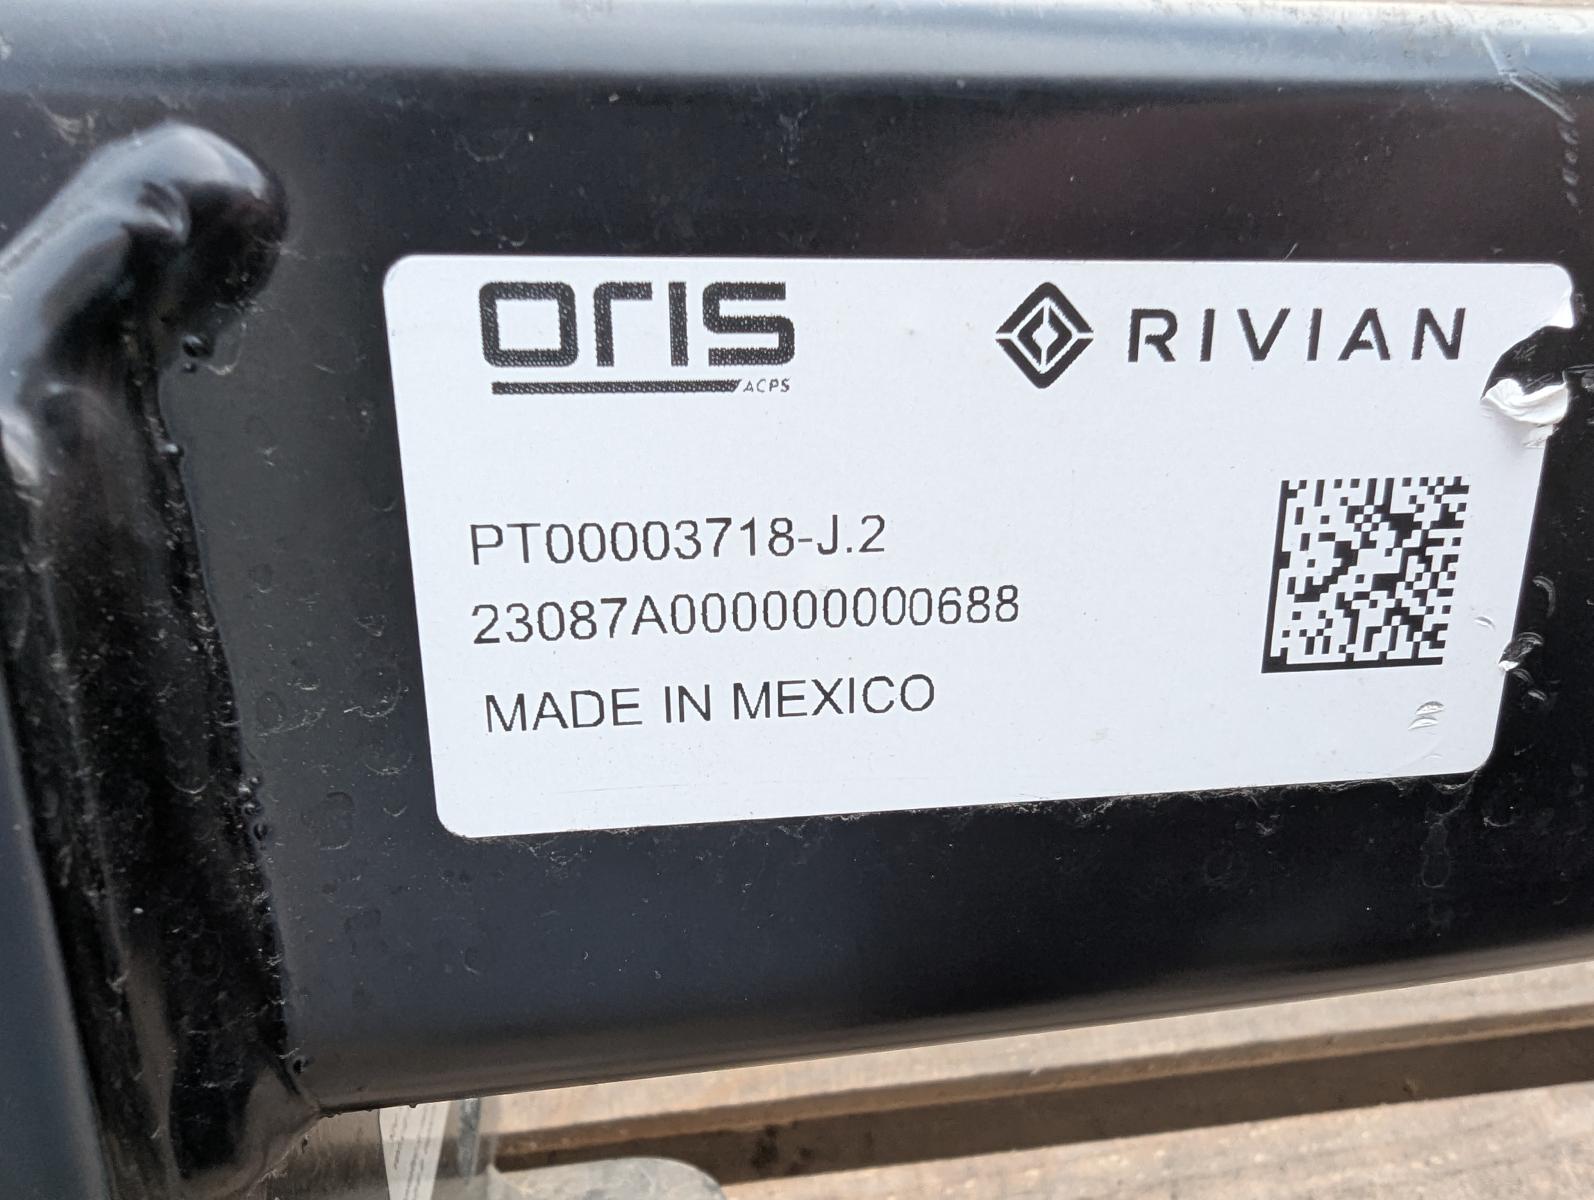 oris
ACPS
RIVIAN
PT00003718-J.2
23087A000000000688
MADE IN MEXICO